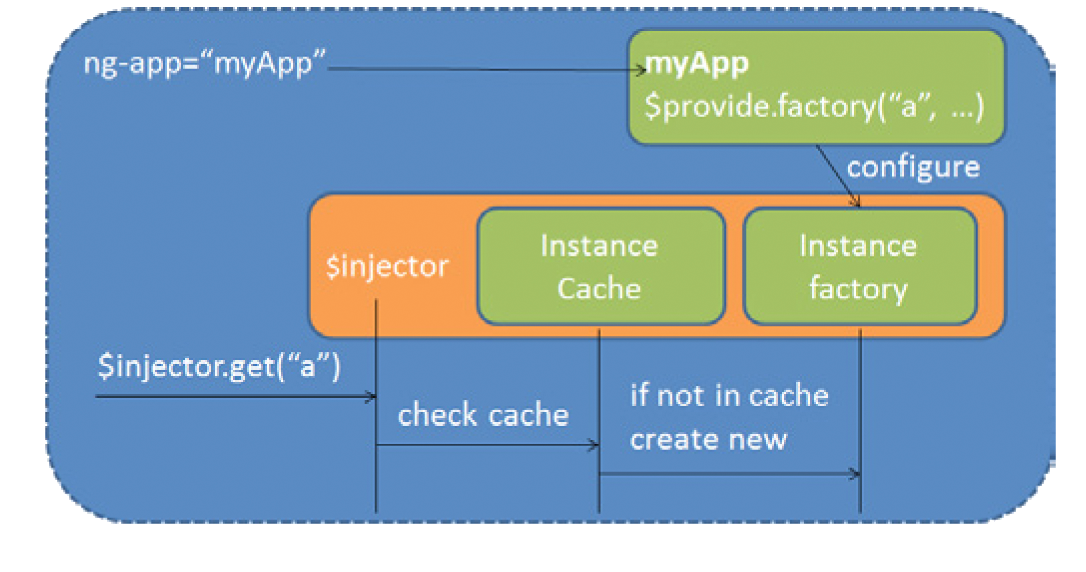 ng-app=“myApp”
myApp
$provide.factory(“a”, ...)
configure
$injector
Instance
Cache
Instance
factory
$injector.get(“a”)
check cache
if not in cache
create new